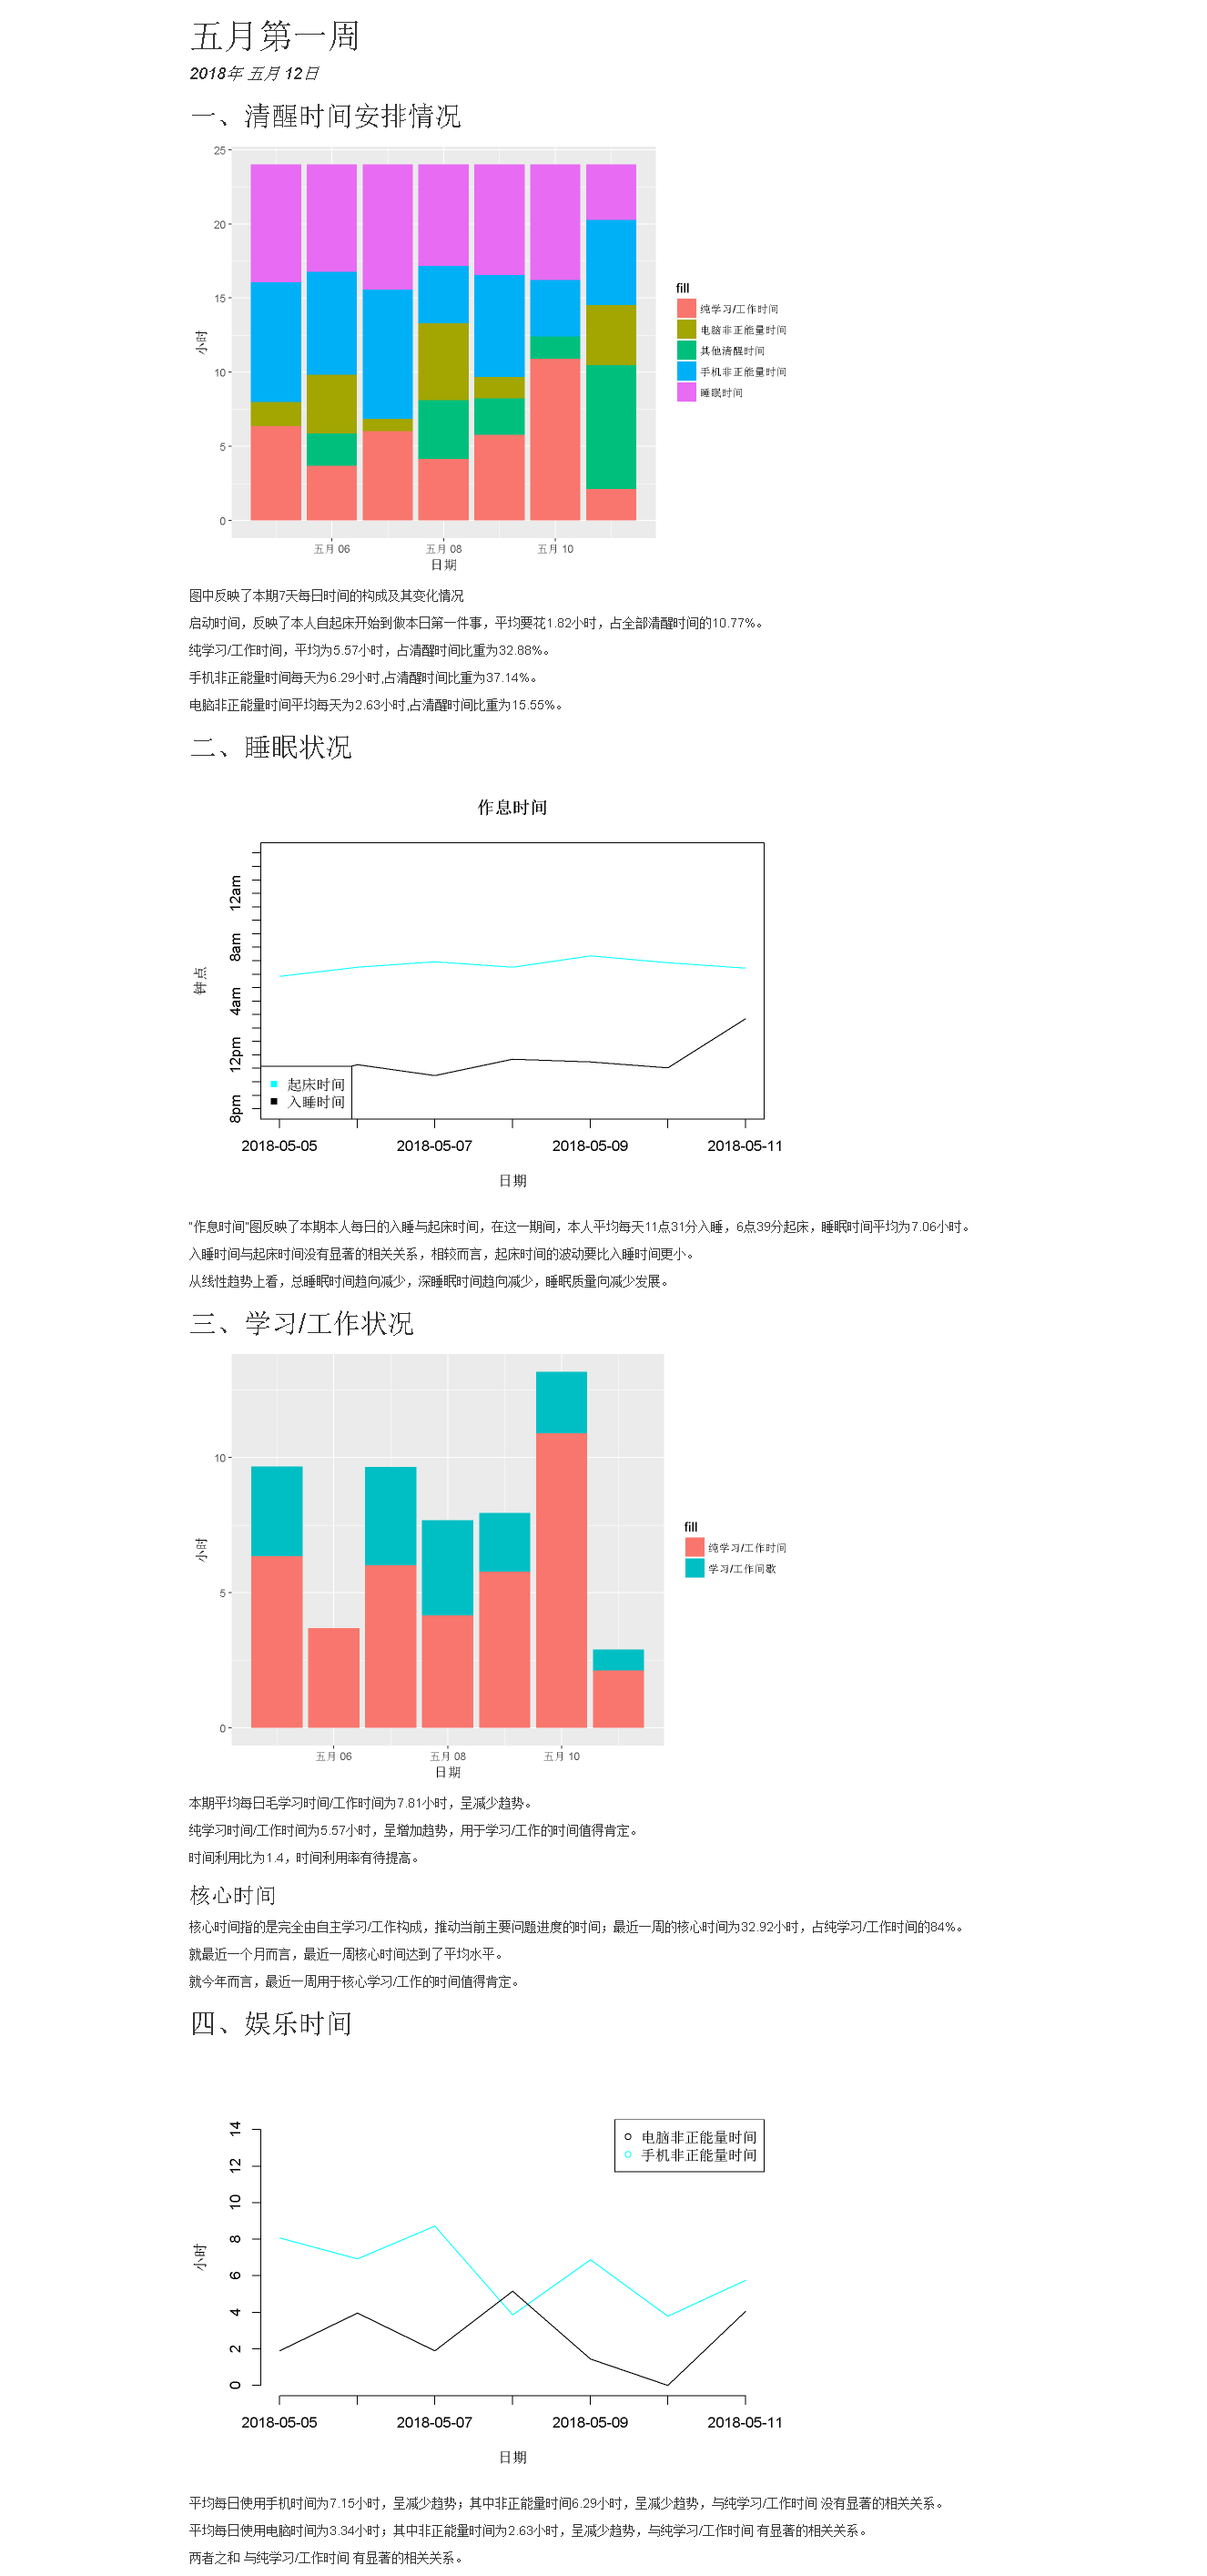 五月第一周
2018年 五月 12日
一、清醒时间安排情况
25
20
15
10
5
0
小时
五月 06
五月 08
五月 10
日期
fill
纯学习/工作时间
电脑非正能量时间
其他清醒时间
手机非正能量时间
睡眠时间
图中反映了本期7天每日时间的构成及其变化情况
启动时间，反映了本人自起床开始到做本日第一件事，平均要花1.82小时，占全部清醒时间的10.77%。
纯学习/工作时间，平均为5.57小时，占清醒时间比重为32.88%。
手机非正能量时间每天为6.29小时,占清醒时间比重为37.14%。
电脑非正能量时间平均每天为2.63小时,占清醒时间比重为15.55%。
二、睡眠状况
作息时间
12am
8am
4am
12pm
8pm
钟点
起床时间
入睡时间
2018-05-05
2018-05-07
2018-05-09
2018-05-11
日期
"作息时间"图反映了本期本人每日的入睡与起床时间，在这一期间，本人平均每天11点31分入睡，6点39分起床，睡眠时间平均为7.06小时。
入睡时间与起床时间没有显著的相关关系，相较而言，起床时间的波动要比入睡时间更小。
从线性趋势上看，总睡眠时间趋向减少，深睡眠时间趋向减少，睡眠质量向减少发展。
三、学习/工作状况
10
5
0
小时
五月 06
五月 08
五月 10
日期
fill
纯学习/工作时间
学习/工作间歇
本期平均每日毛学习时间/工作时间为7.81小时，呈减少趋势。
纯学习时间/工作时间为5.57小时，呈增加趋势，用于学习/工作的时间值得肯定。
时间利用比为1.4，时间利用率有待提高。
核心时间
核心时间指的是完全由自主学习/工作构成，推动当前主要问题进度的时间；最近一周的核心时间为32.92小时，占纯学习/工作时间的84%。
就最近一个月而言，最近一周核心时间达到了平均水平。
就今年而言，最近一周用于核心学习/工作的时间值得肯定。
四、娱乐时间
14
12
10
8
6
4
2
0
小时
电脑非正能量时间
手机非正能量时间
2018-05-05
2018-05-07
2018-05-09
2018-05-11
日期
平均每日使用手机时间为7.15小时，呈减少趋势；其中非正能量时间6.29小时，呈减少趋势，与纯学习/工作时间 没有显著的相关关系。
平均每日使用电脑时间为3.34小时；其中非正能量时间为2.63小时，呈减少趋势，与纯学习/工作时间 有显著的相关关系。
两者之和 与纯学习/工作时间 有显著的相关关系。